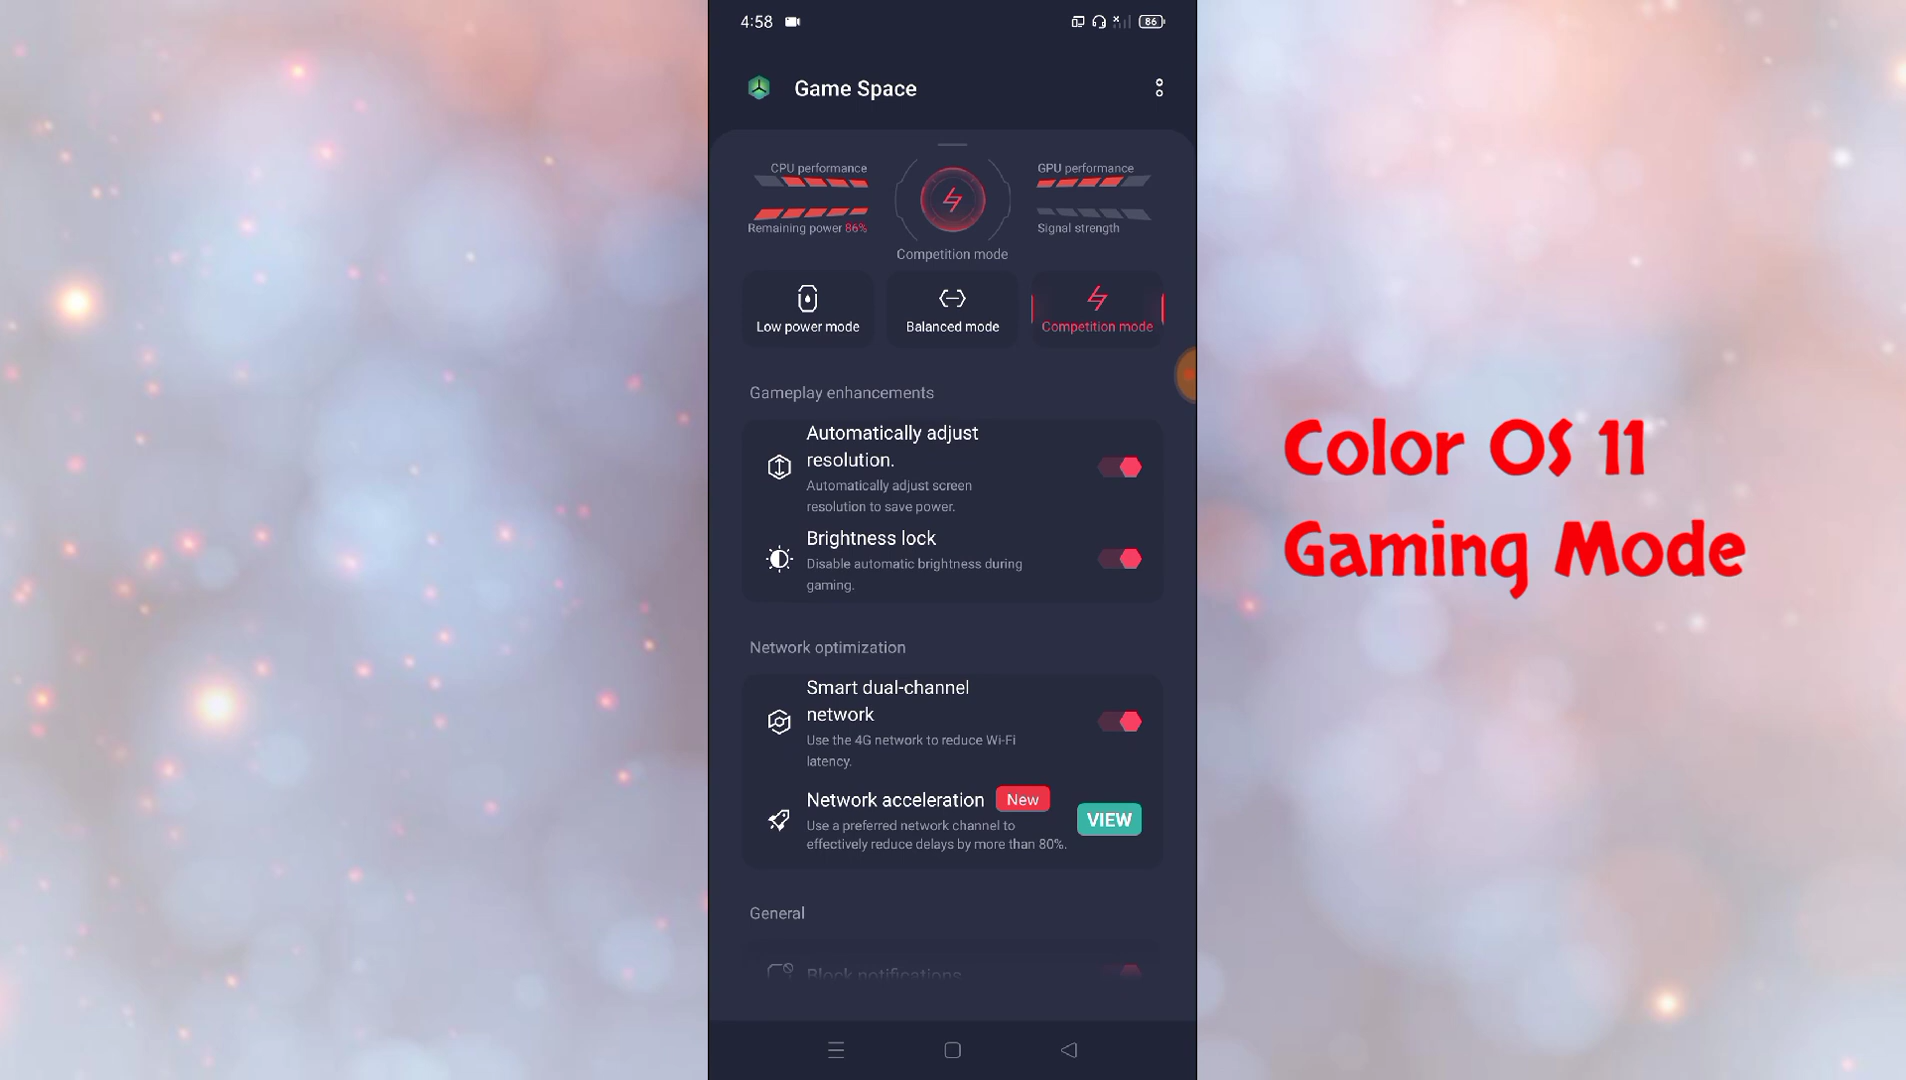 4:58
86
Game Space
CPU performance
GPU performance
Remaining power 86%
Signal strength
Competition mode
Low power mode
Balanced mode
Competition mode
Gameplay enhancements
Automatically adjust
resolution.
Automatically adjust screen
resolution to save power.
Brightness lock
Disable automatic brightness during
gaming.
Network optimization
Smart dual-channel
network
Use the 4G network to reduce Wi-Fi
latency.
Network acceleration New
Use a preferred network channel to
effectively reduce delays by more than 80%.
VIEW
General
Block notifications
Color OS 11
Gaming Mode